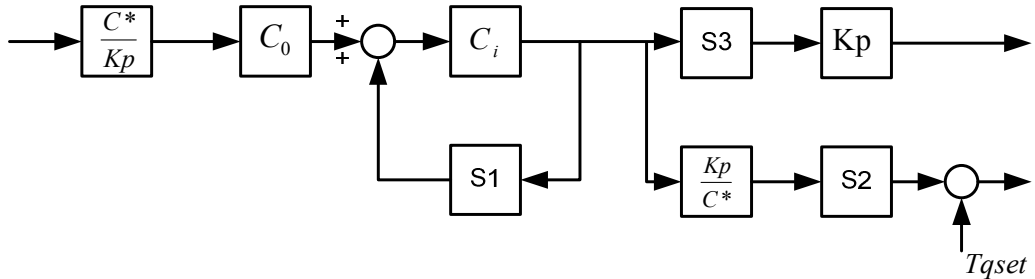 C*
Kp
C0
+
+
Ci
S3
Kp
S1
Kp
C*
S2
Tqset